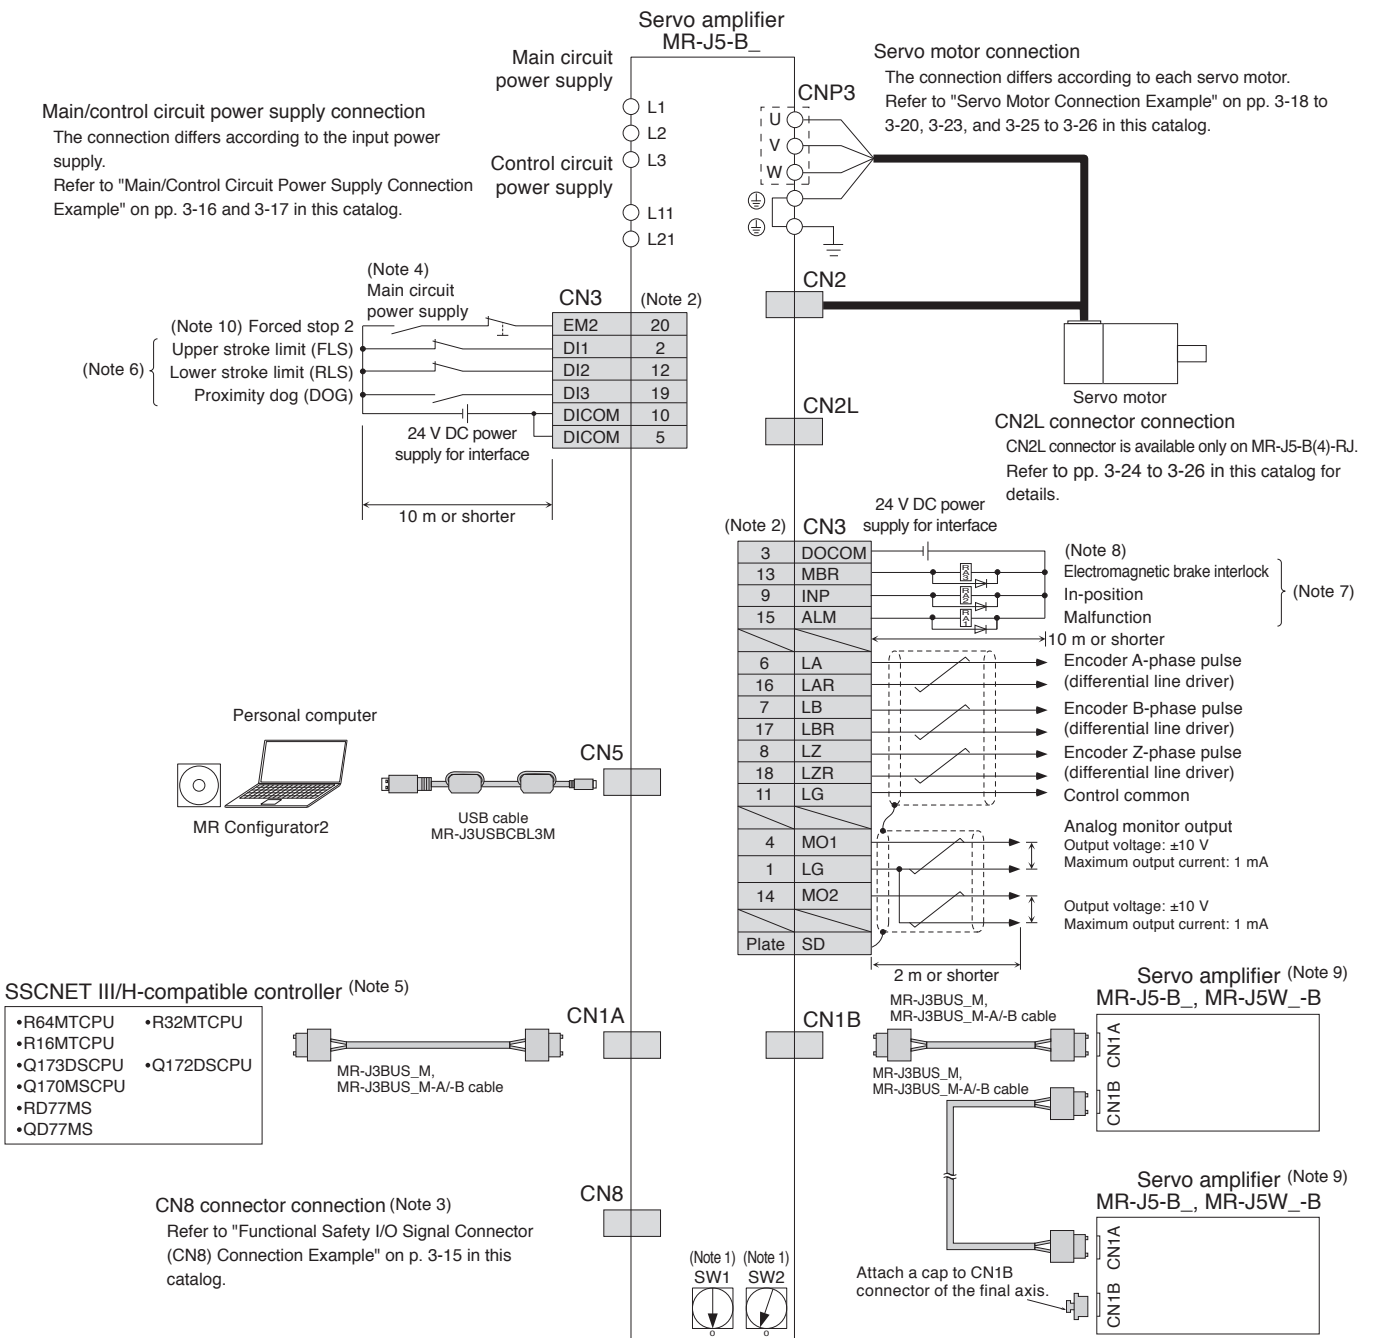 Servo amplifier
MR-J5-B_
Main circuit
power supply
L1
L2
L3
Control circuit
power supply
L11
L21
Main/control circuit power supply connection
The connection differs according to the input power
supply.
Refer to "Main/Control Circuit Power Supply Connection
Example" on pp. 3-16 and 3-17 in this catalog.
CNP3
U
V
W
Servo motor connection
The connection differs according to each servo motor.
Refer to "Servo Motor Connection Example" on pp. 3-18 to
3-20, 3-23, and 3-25 to 3-26 in this catalog.
CN2
Servo motor
CN2L
CN2L connector connection
CN2L connector is available only on MR-J5-B(4)-RJ.
Refer to pp. 3-24 to 3-26 in this catalog for
details.
(Note 4)
Main circuit
power supply
CN3
(Note 2)
(Note 10) Forced stop 2
EM2 20
(Note 6)
Upper stroke limit (FLS)
DI1 2
Lower stroke limit (RLS)
DI2 12
Proximity dog (DOG)
DI3 19
DICOM 10
DICOM 5
24 V DC power
supply for interface
10 m or shorter
24 V DC power
supply for interface
(Note 2) CN3
3 DOCOM
13 MBR
RA3
(Note 8)
Electromagnetic brake interlock
9 INP
RA2
In-position
(Note 7)
15 ALM
RA1
Malfunction
10 m or shorter
6 LA
Encoder A-phase pulse
16 LAR
(differential line driver)
7 LB
Encoder B-phase pulse
17 LBR
(differential line driver)
8 LZ
Encoder Z-phase pulse
18 LZR
(differential line driver)
11 LG
Control common
4 MO1
Analog monitor output
Output voltage: ±10 V
Maximum output current: 1 mA
1 LG
14 MO2
Output voltage: ±10 V
Maximum output current: 1 mA
Plate SD
2 m or shorter
Personal computer
MR Configurator2
USB cable
MR-J3USBCBL3M
CN5
SSCNET III/H-compatible controller (Note 5)
•R64MTCPU •R32MTCPU
•R16MTCPU
•Q173DSCPU •Q172DSCPU
•Q170MSCPU
•RD77MS
•QD77MS
MR-J3BUS_M,
MR-J3BUS_M-A/-B cable
CN1A
CN1B
MR-J3BUS_M,
MR-J3BUS_M-A/-B cable
MR-J3BUS_M,
MR-J3BUS_M-A/-B cable
Servo amplifier (Note 9)
MR-J5-B_, MR-J5W_-B
CN1A
CN1B
Servo amplifier (Note 9)
MR-J5-B_, MR-J5W_-B
CN1A
CN1B
Attach a cap to CN1B
connector of the final axis.
CN8 connector connection (Note 3)
Refer to "Functional Safety I/O Signal Connector
(CN8) Connection Example" on p. 3-15 in this
catalog.
CN8
(Note 1) (Note 1)
SW1 SW2
0 0